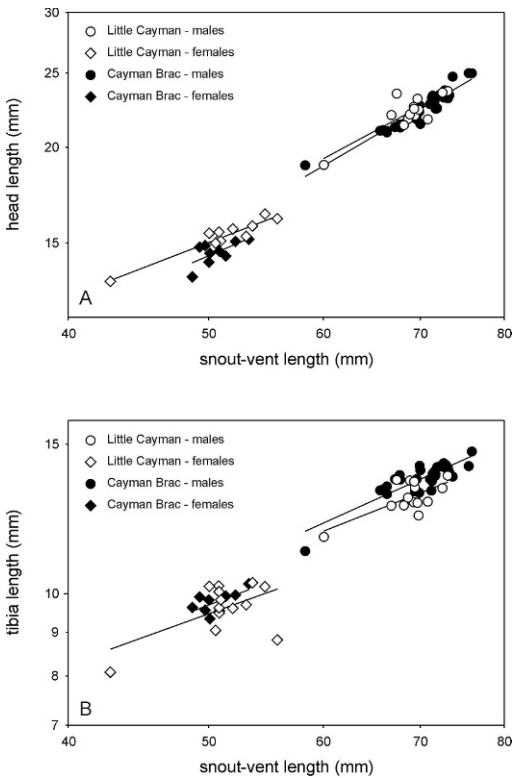 30
Little Cayman - males
Little Cayman - females
Cayman Brac - males
Cayman Brac - females
25
20
15
head length (mm)
A
40 50 60 70 80
snout-vent length (mm)
15
Little Cayman - males
Little Cayman - females
Cayman Brac - males
Cayman Brac - females
10
9
8
7
tibia length (mm)
B
40 50 60 70 80
snout-vent length (mm)